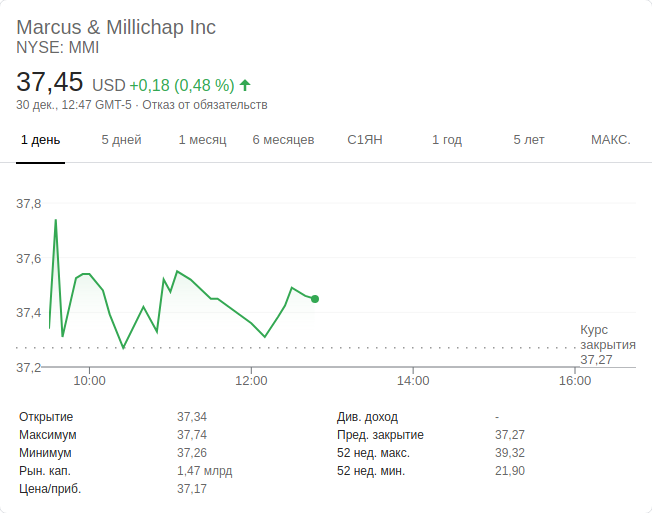 Marcus & Millichap Inc
NYSE: MMI
37,45 USD +0,18 (0,48 %)
30 дек., 12:47 GMT-5 · Отказ от обязательств
1 день 5 дней 1 месяц 6 месяцев С1ЯН 1 год 5 лет МАКС.
37,8
37,6
37,4
37,2
Курс
закрытия
37,27
10:00 12:00 14:00 16:00
Открытие 37,34 Див. доход -
Максимум 37,74 Пред. закрытие 37,27
Минимум 37,26 52 нед. макс. 39,32
Рын. кап. 1,47 млрд 52 нед. мин. 21,90
Цена/приб. 37,17